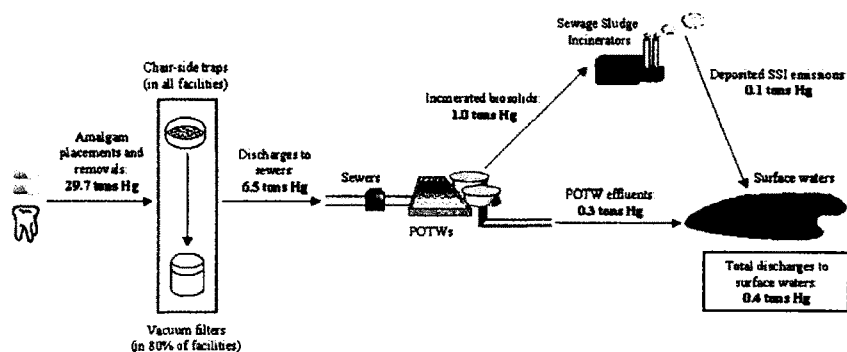 Sewage Sludge
Incinerators
Chair-side traps
(in all facilities)
Deposited SSI emissions:
0.1 tons Hg
Incinerated biosolids:
1.0 tons Hg
Amalgam
placements and
removals:
29.7 tons Hg
Discharges to
sewers:
6.5 tons Hg
Sewers
POTWs
POTW effluents:
0.3 tons Hg
Surface waters
Total discharges to
surface waters:
0.4 tons Hg
Vacuum filters
(in 80% of facilities)